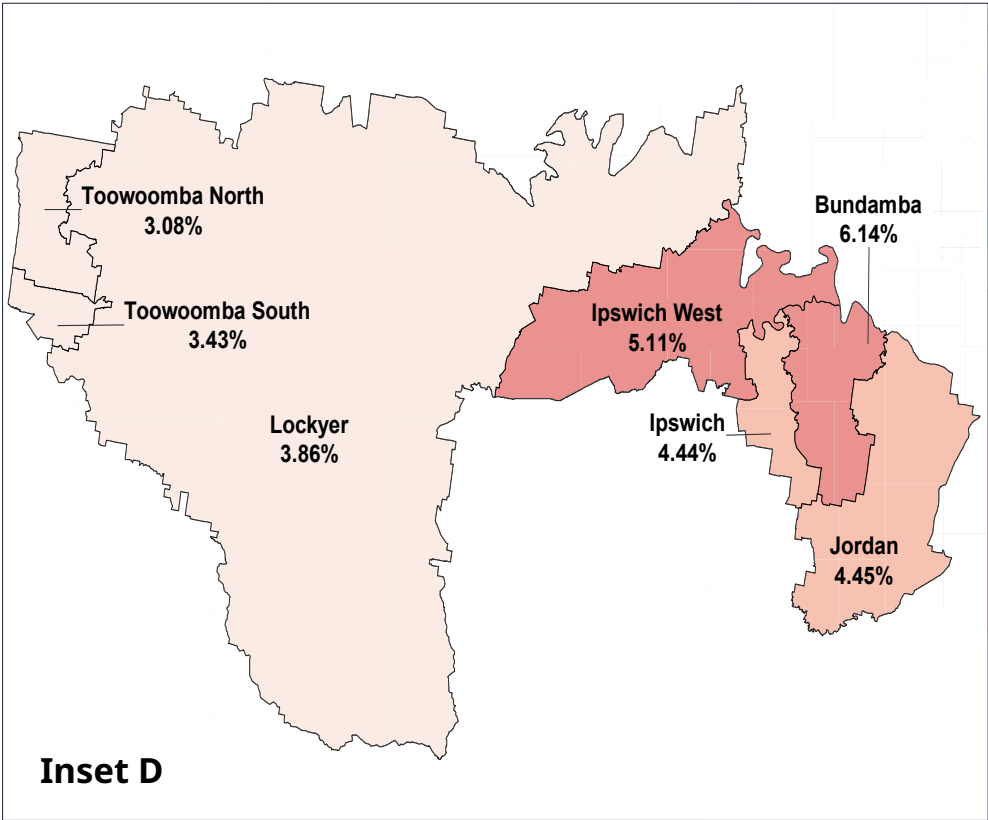 Toowoomba North
3.08%
Bundamba
6.14%
Toowoomba South
3.43%
Ipswich West
5.11%
Lockyer
3.86%
Ipswich
4.44%
Jordan
4.45%
Inset D